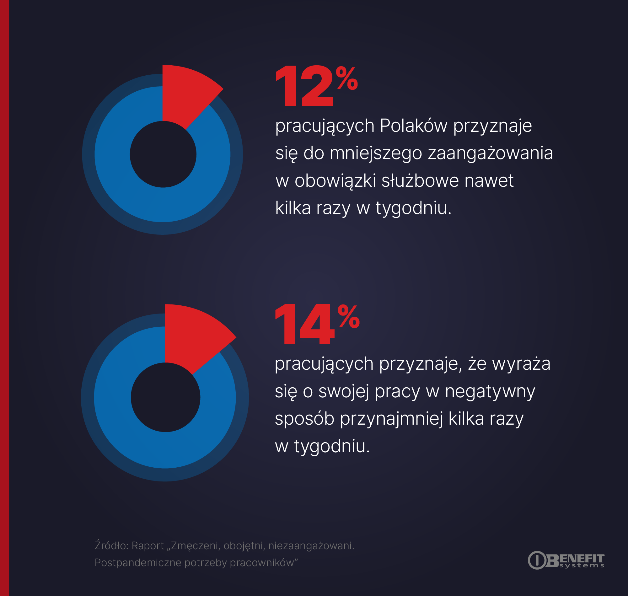 12%
pracujących Polaków przyznaje
się do mniejszego zaangażowania
w obowiązki służbowe nawet
kilka razy w tygodniu.
14%
pracujących przyznaje, że wyraża
się o swojej pracy w negatywny
sposób przynajmniej kilka razy
w tygodniu.
Źródło: Raport „Zmęczeni, obojętni, niezaangażowani.
Postpandemiczne potrzeby pracowników”
BENEFIT
systems